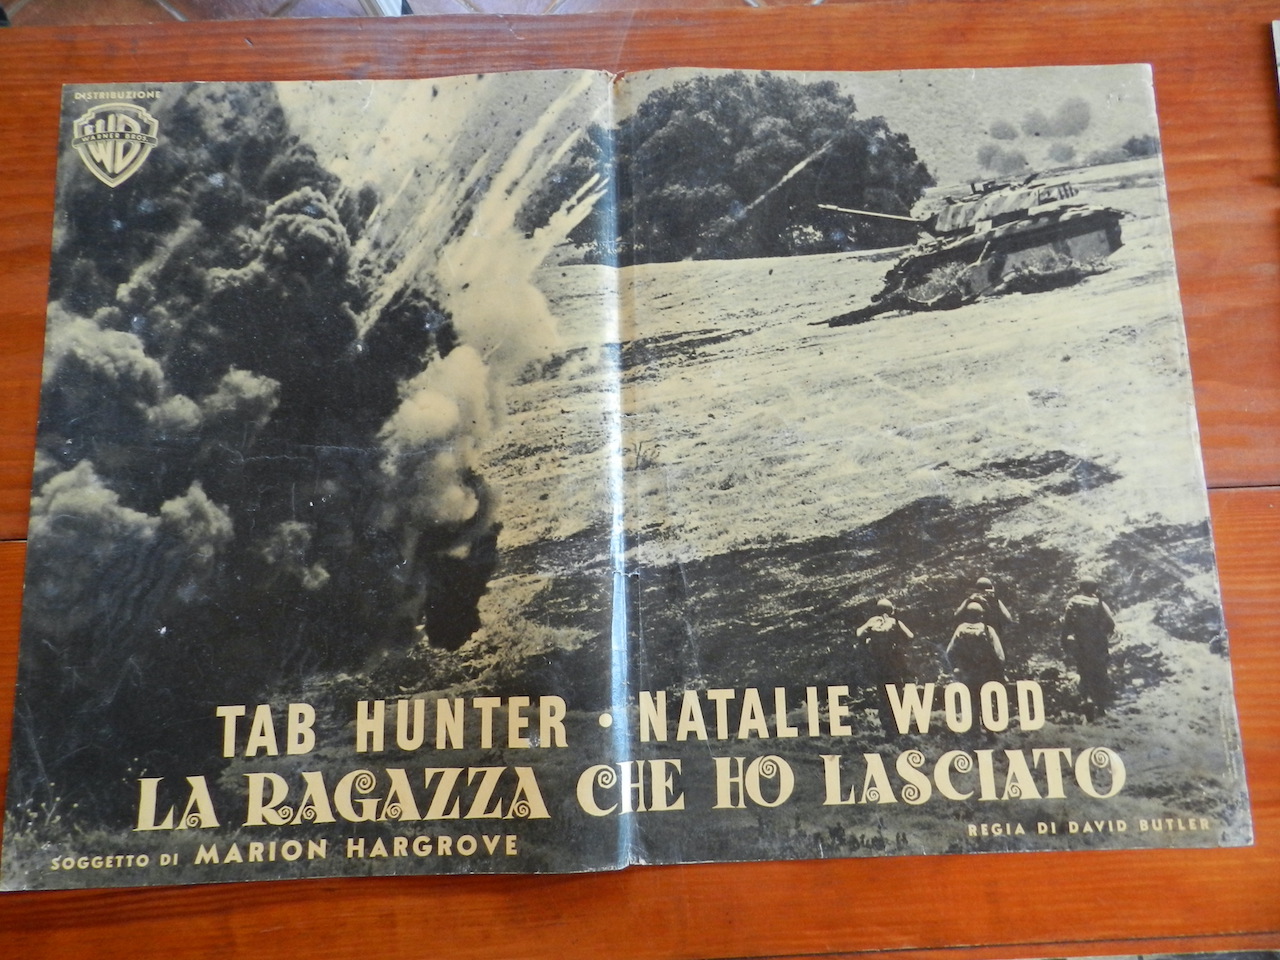 DISTRIBUZIONE
WB
WARNER BROS.
TAB HUNTER • NATALIE WOOD
LA RAGAZZA CHE HO LASCIATO
SOGGETTO DI MARION HARGROVE
REGIA DI DAVID BUTLER